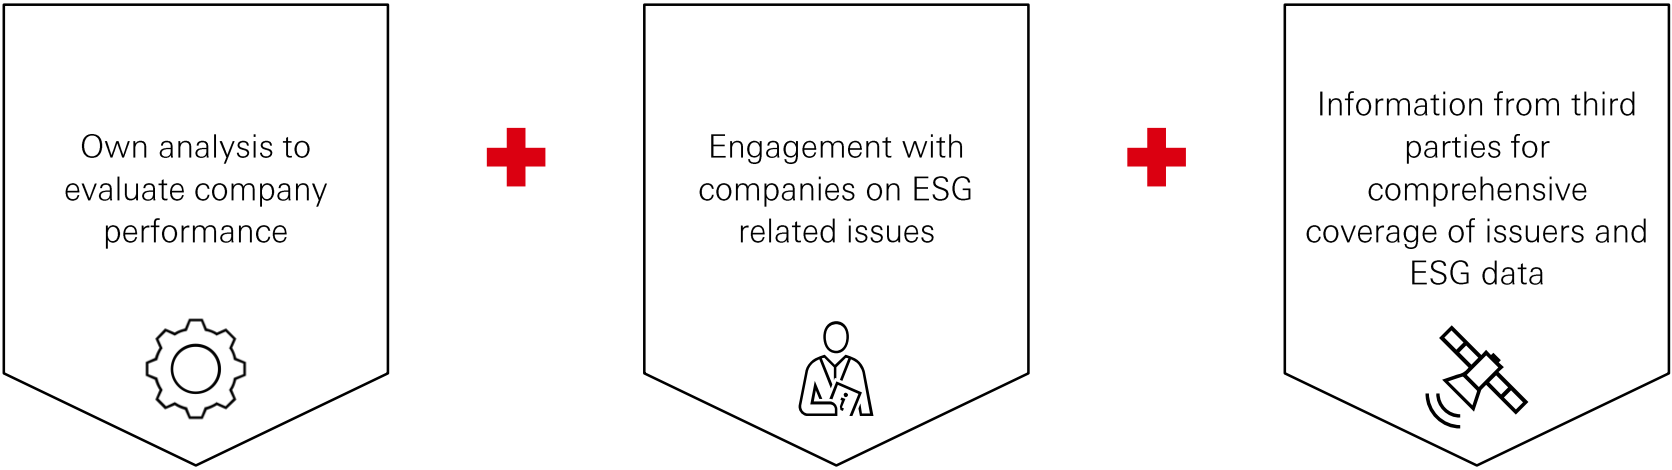 Own analysis to
evaluate company
performance
Engagement with
companies on ESG
related issues
i
Information from third
parties for
comprehensive
coverage of issuers and
ESG data